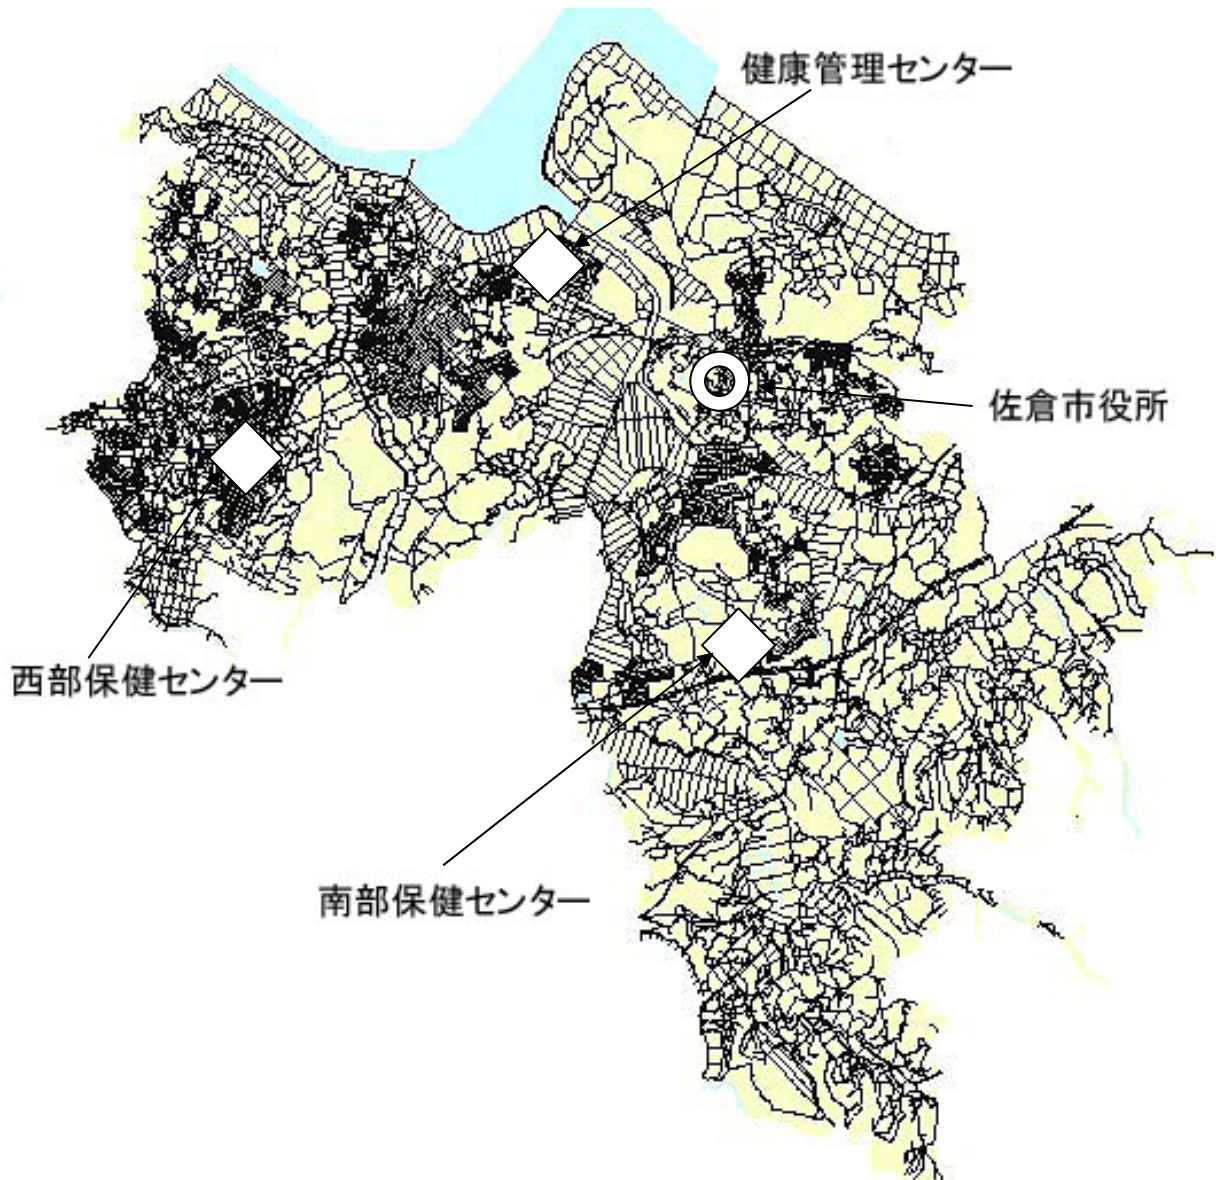 健康管理センター
佐倉市役所
西部保健センター
南部保健センター